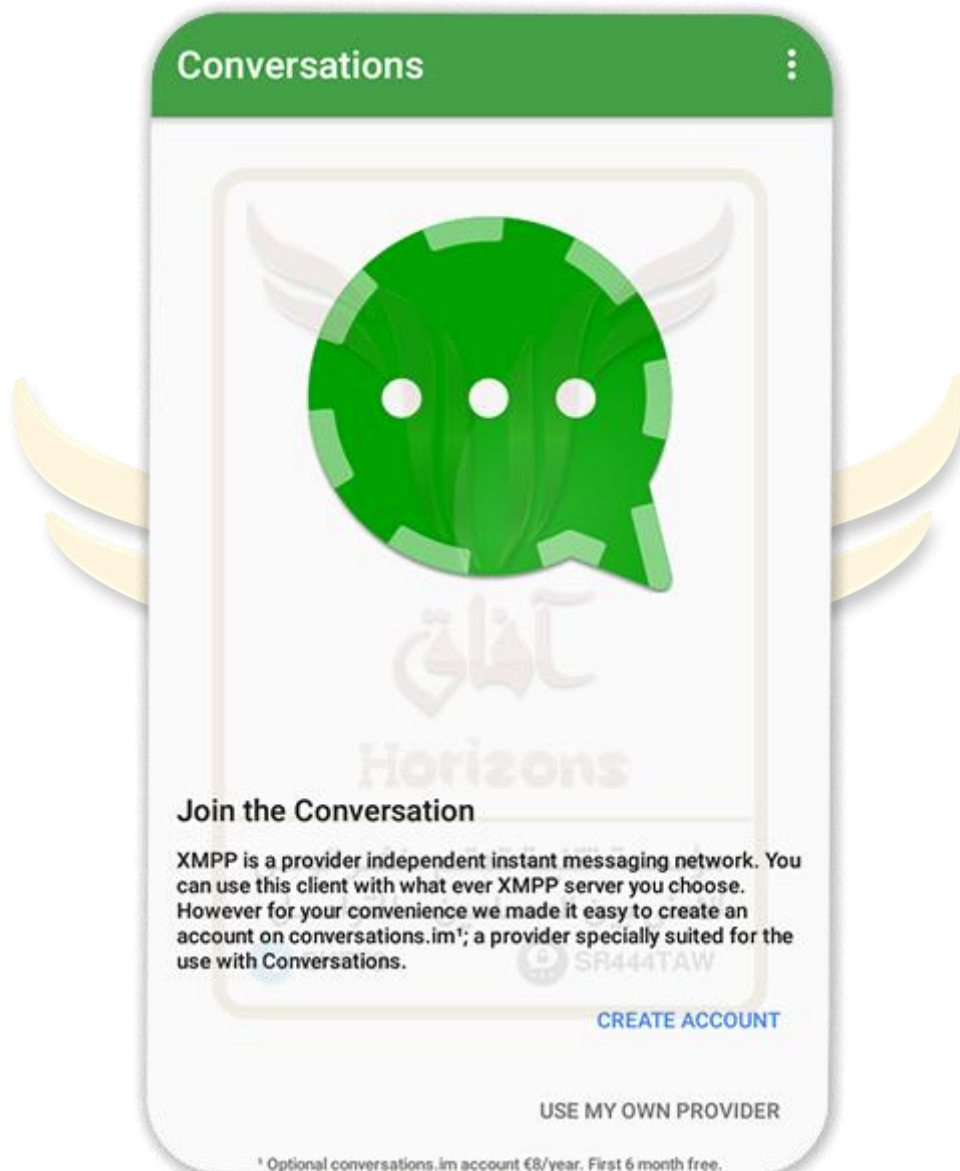 Conversations
آفاق
Horizons
Join the Conversation
XMPP is a provider independent instant messaging network. You
can use this client with what ever XMPP server you choose.
However for your convenience we made it easy to create an
account on conversations.im¹; a provider specially suited for the
use with Conversations.
SR444TAW
CREATE ACCOUNT
USE MY OWN PROVIDER
¹ Optional conversations.im account €8/year. First 6 month free.